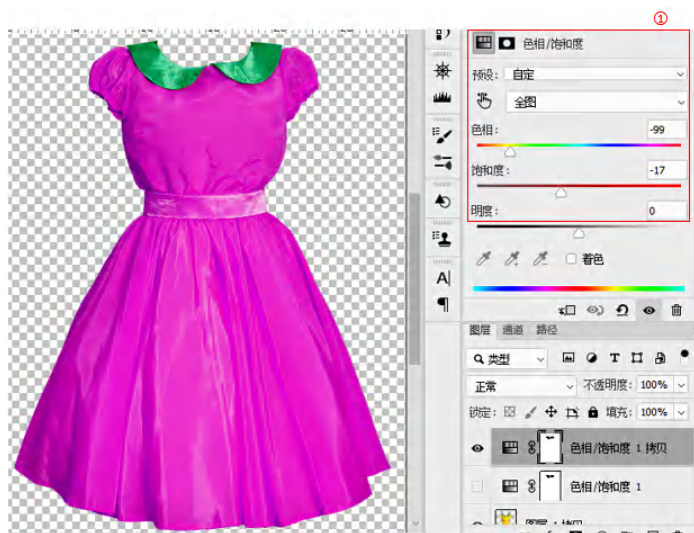 ①
色相/饱和度
预设: 自定
全图
色相: -99
饱和度: -17
明度: 0
着色
图层 通道 路径
类型
正常 不透明度: 100%
锁定: 填充: 100%
色相/饱和度 1 拷贝
色相/饱和度 1